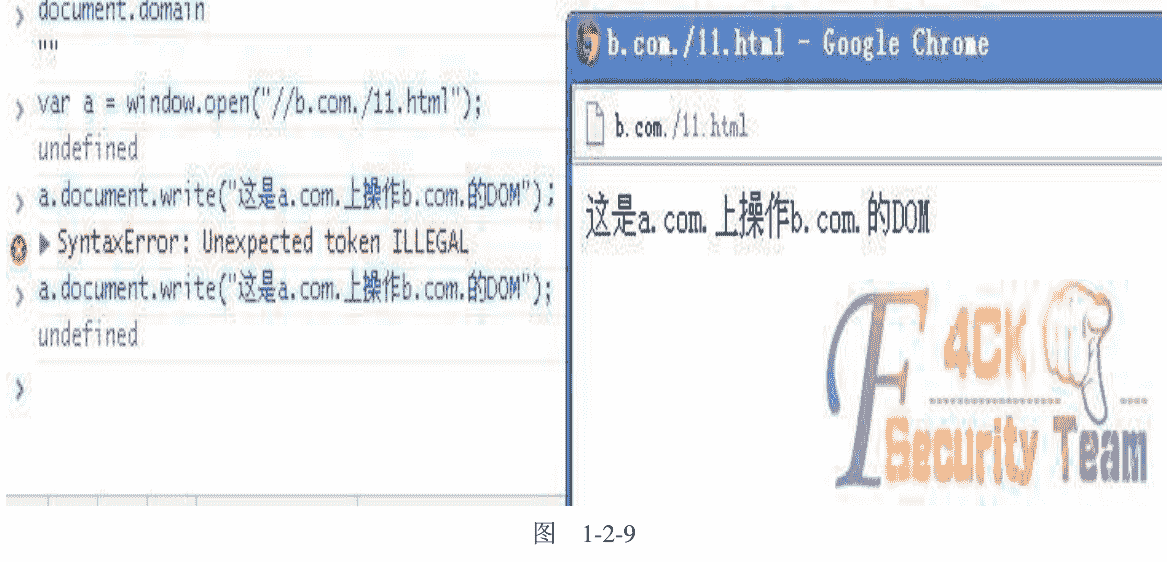 document.domain
""
var a = window.open("//b.com./11.html");
undefined
a.document.write("这是a.com.上操作b.com.的DOM")；
SyntaxError: Unexpected token ILLEGAL
a.document.write("这是a.com.上操作b.com.的DOM");
undefined
b.com./11.html - Google Chrome
b.com./11.html
这是a.com.上操作b.com.的DOM
F4CK
Security Team
图 1-2-9